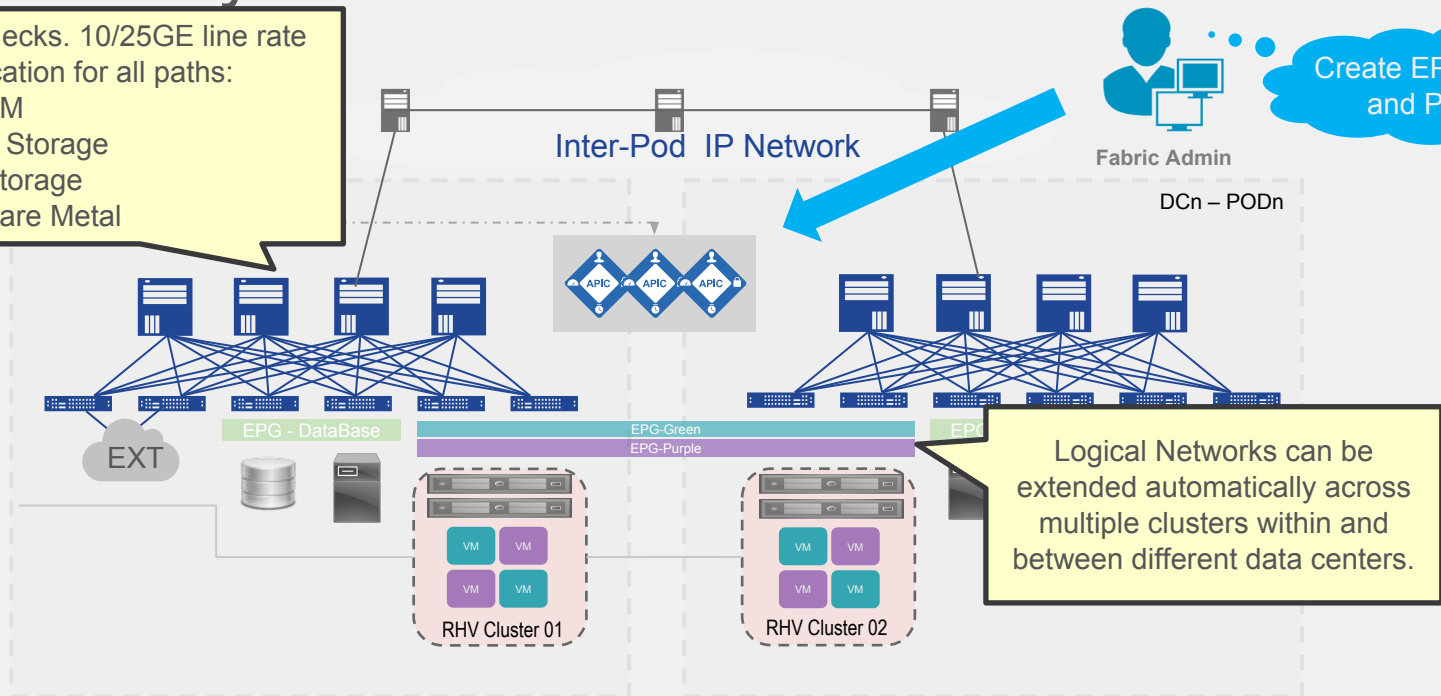 ecks. 10/25GE line rate
cation for all paths:
M
Storage
torage
are Metal
Create EP
and P
Inter-Pod IP Network
Fabric Admin
DCn – PODn
APIC APIC APIC
EPG - DataBase
EPG-Green
EPG-Purple
EPG
EXT
Logical Networks can be
extended automatically across
multiple clusters within and
between different data centers.
VM VM
VM VM
RHV Cluster 01
VM VM
VM VM
RHV Cluster 02